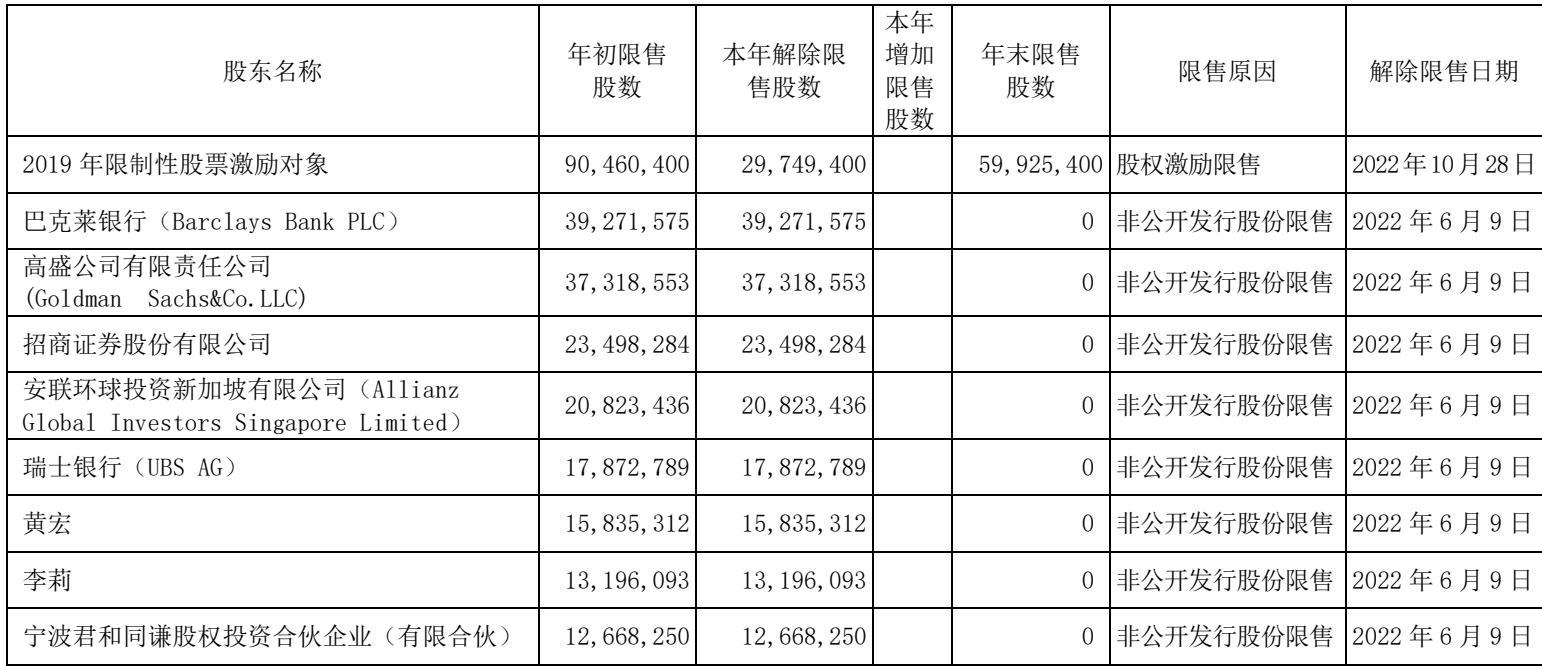 股东名称 年初限售股数 本年解除限售股数 本年增加限售股数 年末限售股数 限售原因 解除限售日期
2019 年限制性股票激励对象 90,460,400 29,749,400 59,925,400 股权激励限售 2022年10月28日
巴克莱银行（Barclays Bank PLC） 39,271,575 39,271,575 0 非公开发行股份限售 2022 年 6 月 9 日
高盛公司有限责任公司
(Goldman Sachs&Co.LLC) 37,318,553 37,318,553 0 非公开发行股份限售 2022 年 6 月 9 日
招商证券股份有限公司 23,498,284 23,498,284 0 非公开发行股份限售 2022 年 6 月 9 日
安联环球投资新加坡有限公司（Allianz
Global Investors Singapore Limited） 20,823,436 20,823,436 0 非公开发行股份限售 2022 年 6 月 9 日
瑞士银行（UBS AG） 17,872,789 17,872,789 0 非公开发行股份限售 2022 年 6 月 9 日
黄宏 15,835,312 15,835,312 0 非公开发行股份限售 2022 年 6 月 9 日
李莉 13,196,093 13,196,093 0 非公开发行股份限售 2022 年 6 月 9 日
宁波君和同谦股权投资合伙企业（有限合伙） 12,668,250 12,668,250 0 非公开发行股份限售 2022 年 6 月 9 日